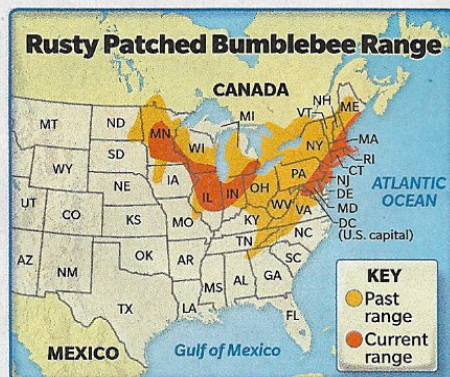 Rusty Patched Bumblebee Range
CANADA
NH
VT
ME
MI
MT
ND
MN
WI
NY
MA
RI
CT
SD
WY
NE
IA
PA
NJ
DE
MD
DC
(U.S. capital)
ATLANTIC
OCEAN
UT
CO
KS
MO
IL
IN
OH
WV
VA
KY
NC
TN
AZ
NM
OK
AR
SC
MS
AL
GA
TX
LA
FL
MEXICO
Gulf of Mexico
KEY
Past
range
Current
range